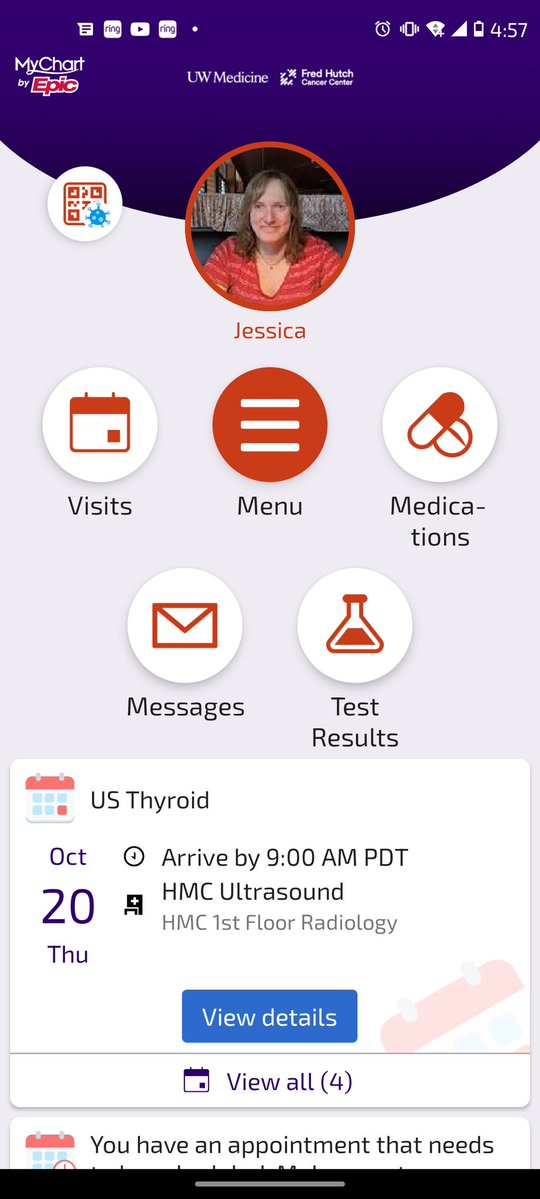 ring
ring
4:57
MyChart
by Epic
UW Medicine
Fred Hutch
Cancer Center
Jessica
Visits
Menu
Medica-
tions
Messages
Test
Results
US Thyroid
Oct
20
Thu
Arrive by 9:00 AM PDT
HMC Ultrasound
HMC 1st Floor Radiology
View details
View all (4)
You have an appointment that needs